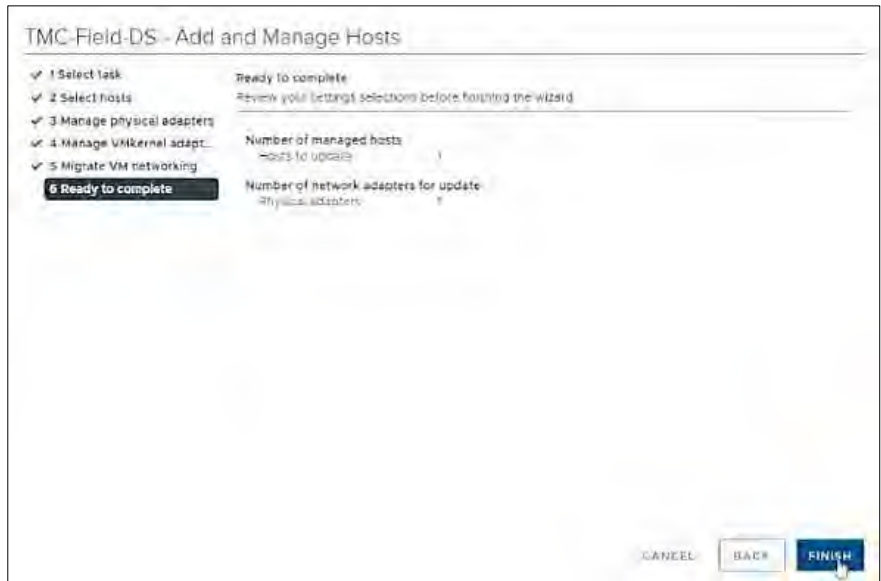 TMC-Field-DS - Add and Manage Hosts
✓ 1 Select task
✓ 2 Select hosts
✓ 3 Manage physical adapters
✓ 4 Manage VMkernel adapt...
✓ 5 Migrate VM networking
6 Ready to complete
Ready to complete
Review your settings selections before finishing the wizard
Number of managed hosts
Hosts to update 1
Number of network adapters for update
Physical adapters
CANCEL BACK FINISH